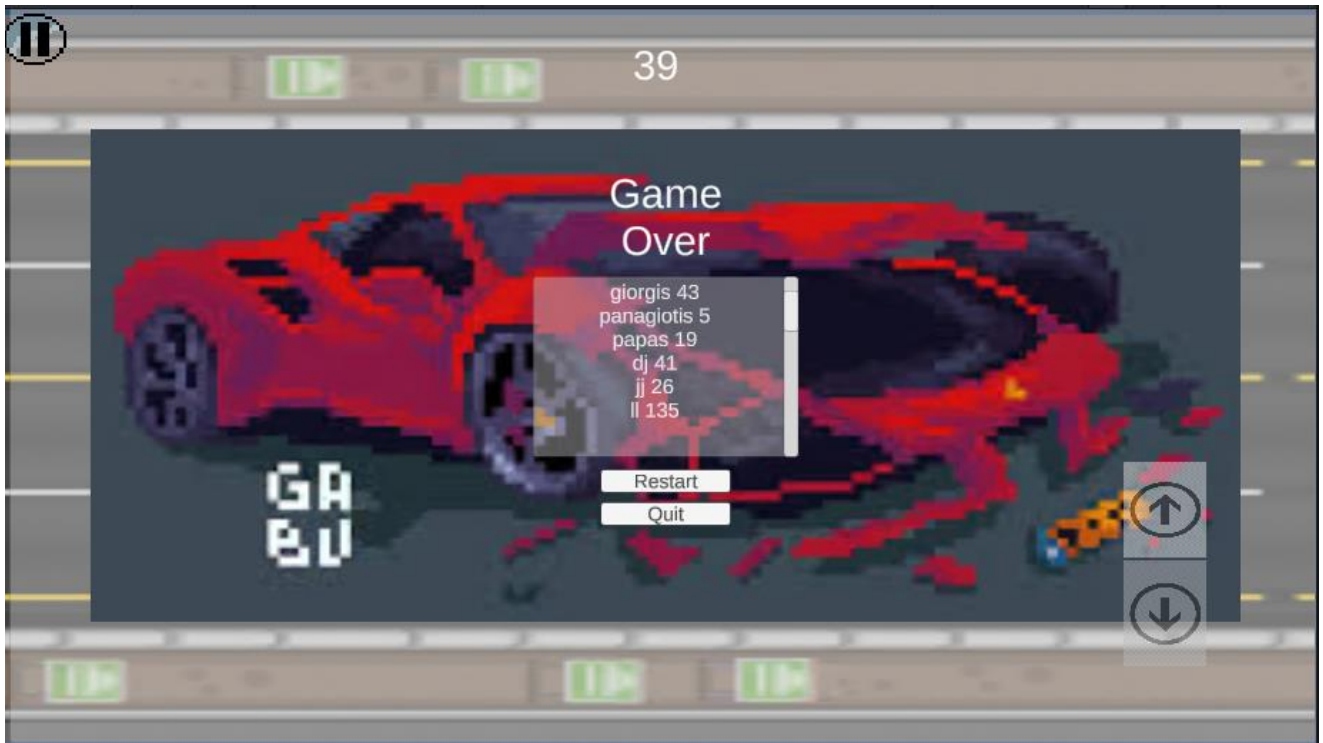 39
Game
Over
giorgis 43
panagiotis 5
papas 19
dj 41
jj 26
ll 135
Restart
Quit
GA
BU